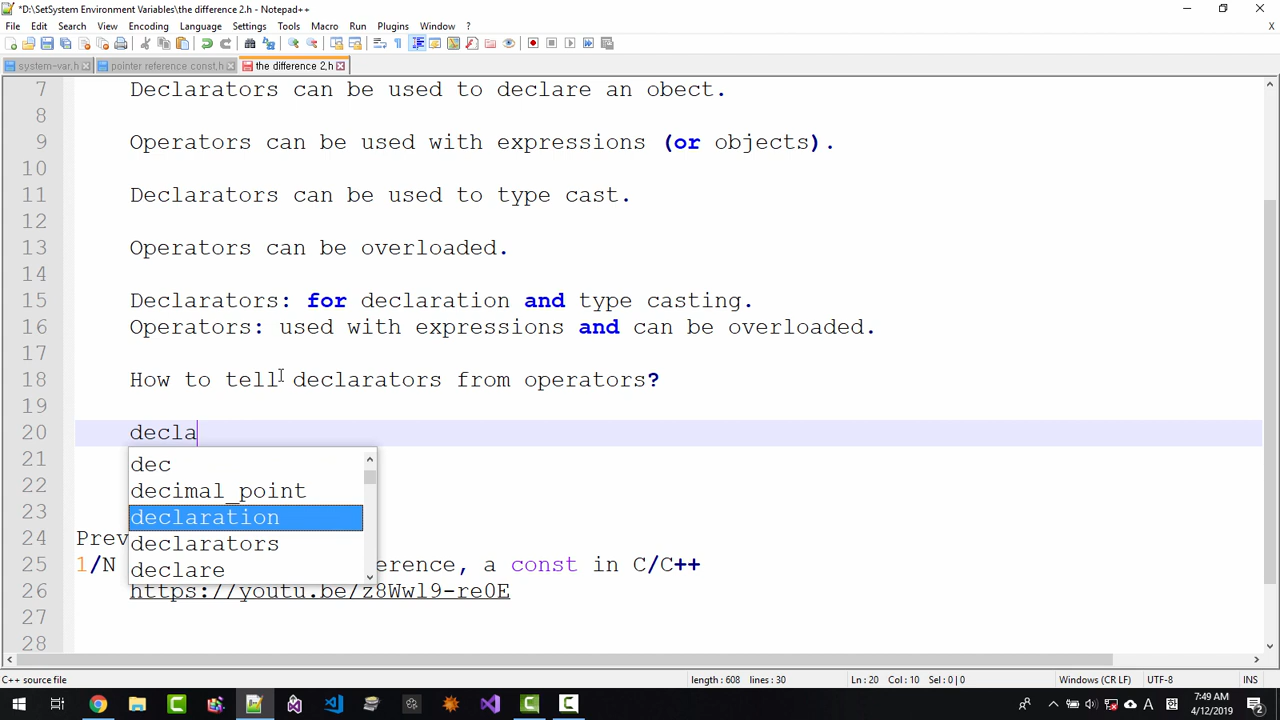 *D:\SetSystem Environment Variables\the difference 2.h - Notepad++
File Edit Search View Encoding Language Settings Tools Macro Run Plugins Window ?
X
system-var.h
pointer reference const.h
the difference 2.h
7 Declarators can be used to declare an obect.
8
9 Operators can be used with expressions (or objects).
10
11 Declarators can be used to type cast.
12
13 Operators can be overloaded.
14
15 Declarators: for declaration and type casting.
16 Operators: used with expressions and can be overloaded.
17
18 How to tell declarators from operators?
19
20 decla
21 dec
22 decimal_point
23 declaration
24 Prev declarators
25 1/N declare erence, a const in C/C++
26 https://youtu.be/z8Wwl9-re0E
27
28
C++ source file
length : 608 lines : 30
Ln : 20 Col : 10 Sel : 0 | 0
Windows (CR LF)
UTF-8
INS
A
7:49 AM
4/12/2019
2